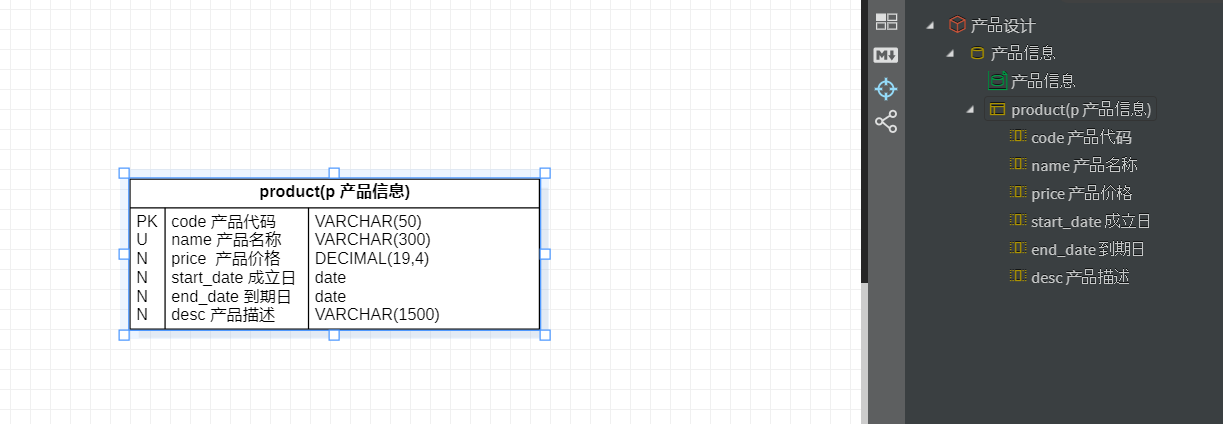 product(p 产品信息)
PK code 产品代码 VARCHAR(50)
U name 产品名称 VARCHAR(300)
N price 产品价格 DECIMAL(19,4)
N start_date 成立日 date
N end_date 到期日 date
N desc 产品描述 VARCHAR(1500)
M
产品设计
产品信息
产品信息
product(p 产品信息)
code 产品代码
name 产品名称
price 产品价格
start_date 成立日
end_date 到期日
desc 产品描述